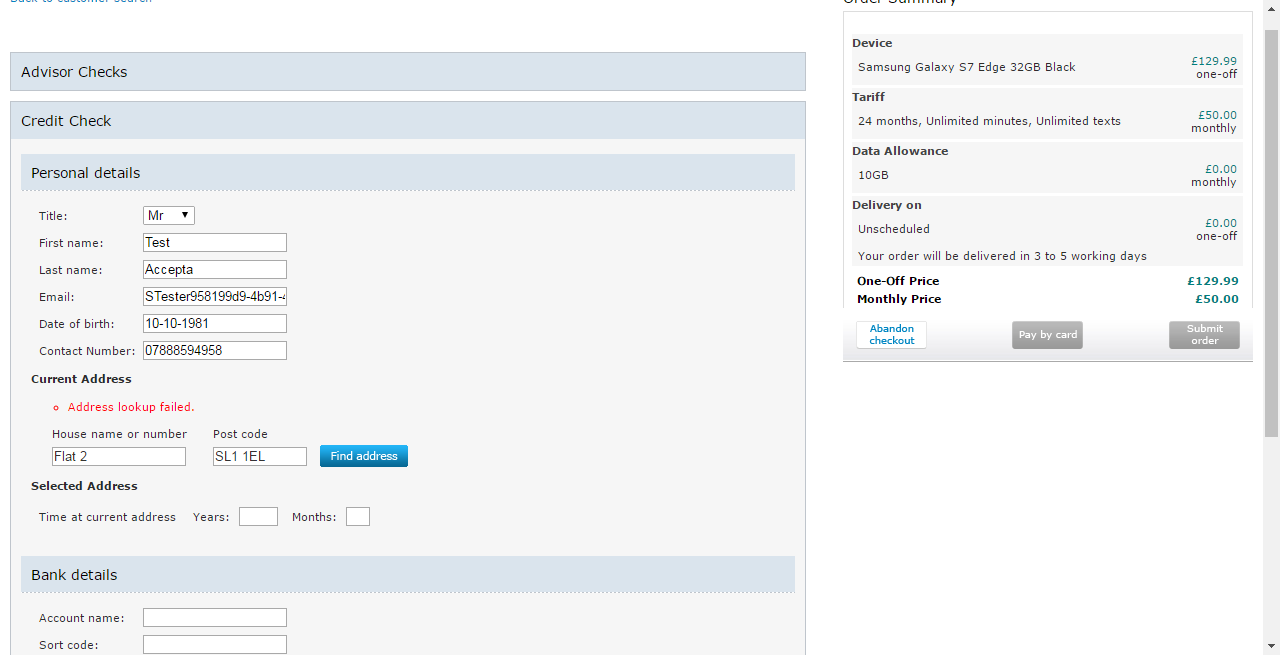 Back to customer search
Advisor Checks
Credit Check
Personal details
Title: Mr
First name: Test
Last name: Accepta
Email: STester958199d9-4b91-
Date of birth: 10-10-1981
Contact Number: 07888594958
Current Address
Address lookup failed.
House name or number Post code
Flat 2 SL1 1EL Find address
Selected Address
Time at current address Years: Months:
Bank details
Account name:
Sort code:
Order Summary
Device
Samsung Galaxy S7 Edge 32GB Black £129.99
one-off
Tariff
24 months, Unlimited minutes, Unlimited texts £50.00
monthly
Data Allowance
10GB £0.00
monthly
Delivery on
Unscheduled £0.00
one-off
Your order will be delivered in 3 to 5 working days
One-Off Price £129.99
Monthly Price £50.00
Abandon checkout Pay by card Submit order